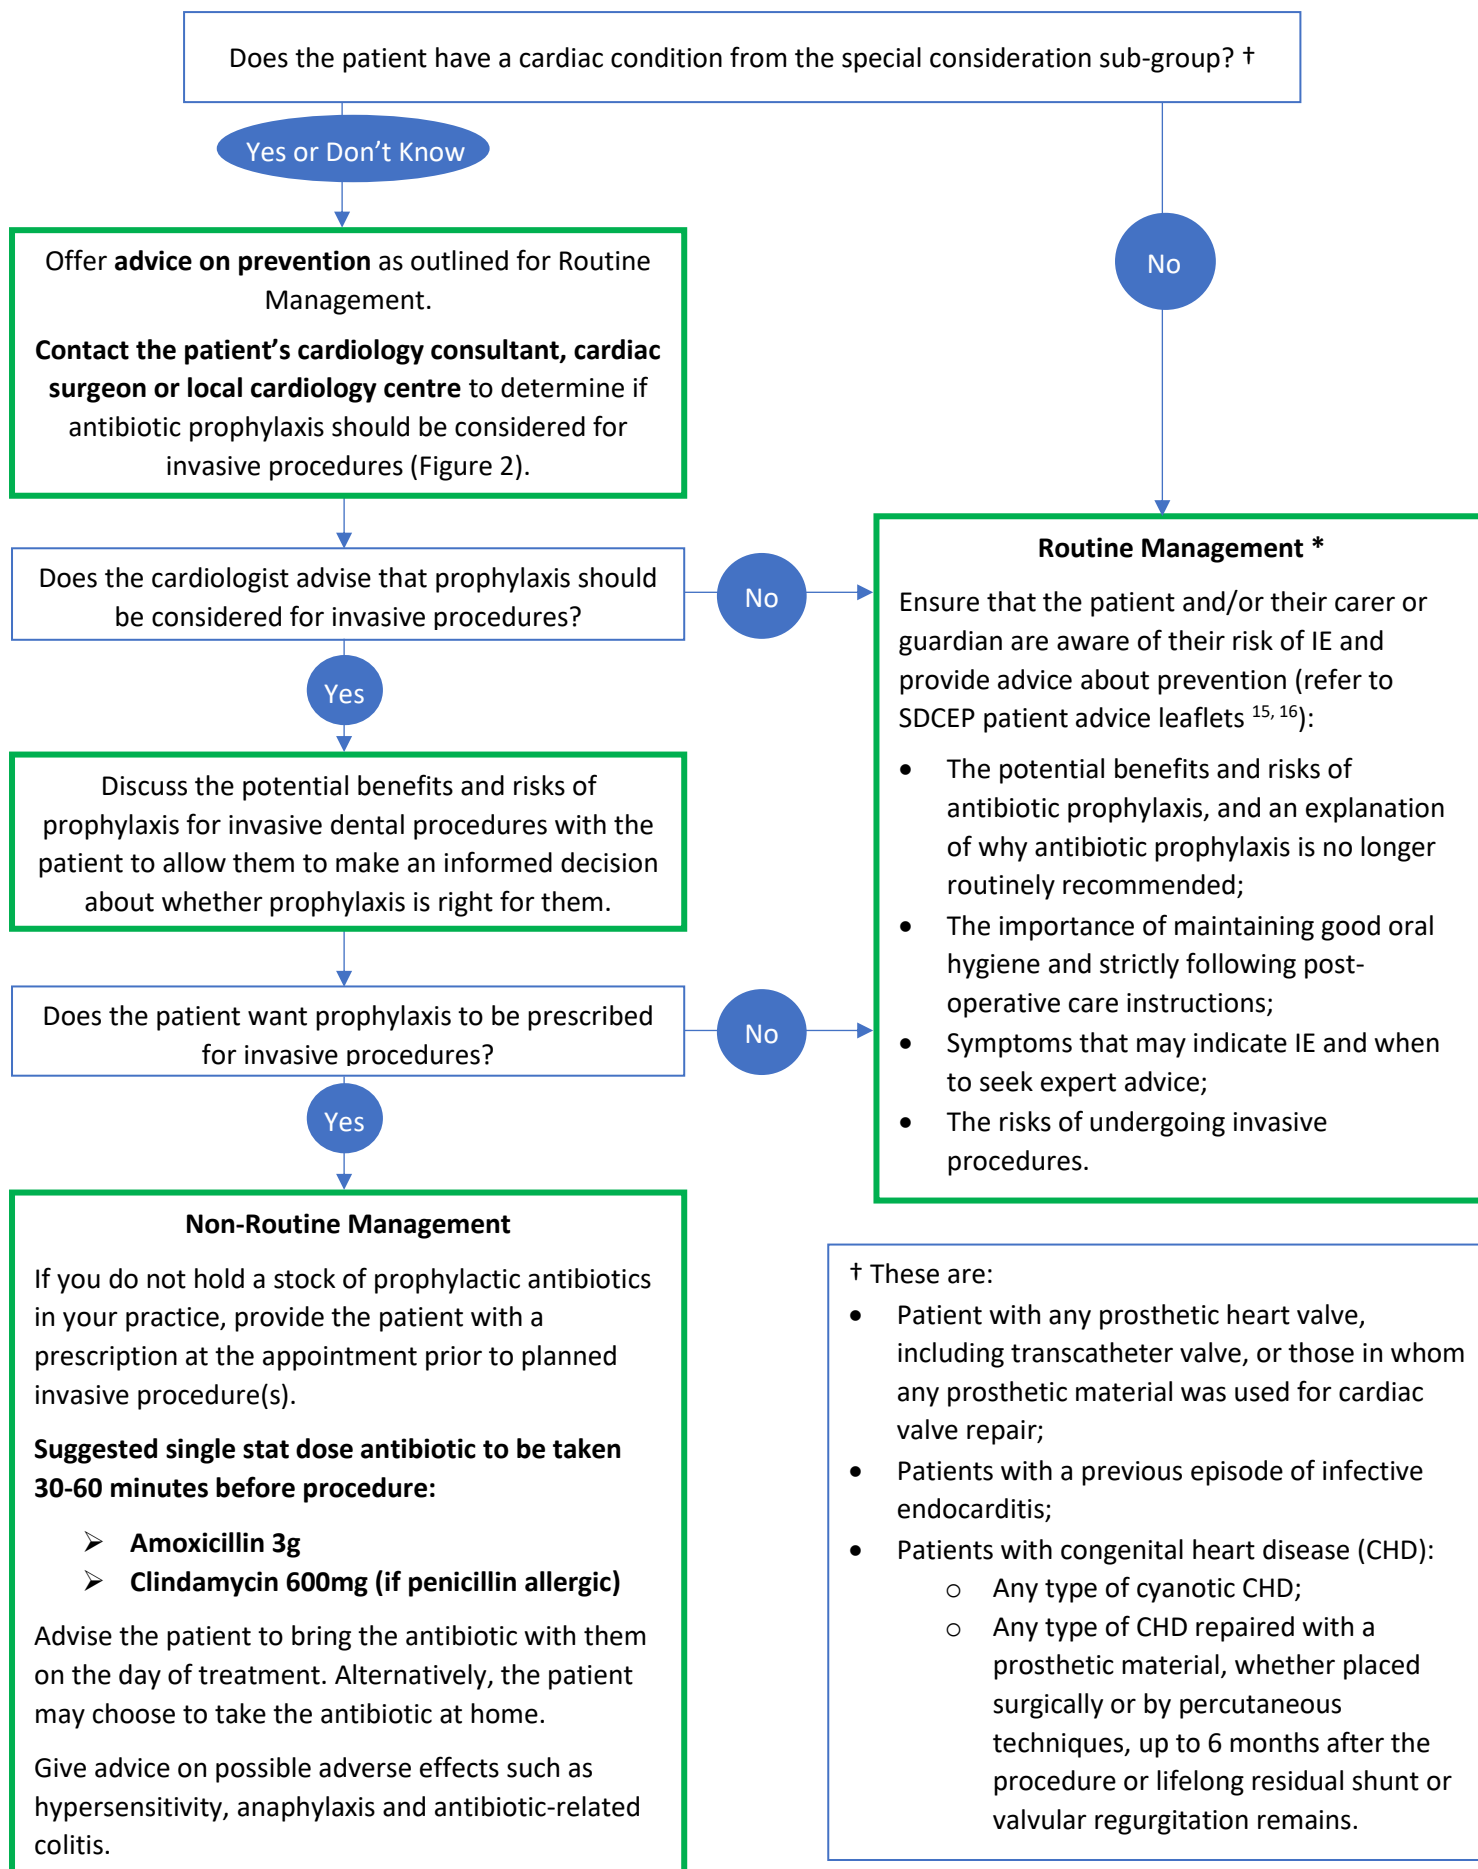 Does the patient have a cardiac condition from the special consideration sub-group? †
Yes or Don’t Know
No
Offer advice on prevention as outlined for Routine
Management.
Contact the patient’s cardiology consultant, cardiac
surgeon or local cardiology centre to determine if
antibiotic prophylaxis should be considered for
invasive procedures (Figure 2).
Does the cardiologist advise that prophylaxis should
be considered for invasive procedures?
No
Yes
Discuss the potential benefits and risks of
prophylaxis for invasive dental procedures with the
patient to allow them to make an informed decision
about whether prophylaxis is right for them.
Does the patient want prophylaxis to be prescribed
for invasive procedures?
No
Yes
Routine Management *
Ensure that the patient and/or their carer or
guardian are aware of their risk of IE and
provide advice about prevention (refer to
SDCEP patient advice leaflets 15, 16):
• The potential benefits and risks of
antibiotic prophylaxis, and an explanation
of why antibiotic prophylaxis is no longer
routinely recommended;
• The importance of maintaining good oral
hygiene and strictly following post-
operative care instructions;
• Symptoms that may indicate IE and when
to seek expert advice;
• The risks of undergoing invasive
procedures.
Non-Routine Management
If you do not hold a stock of prophylactic antibiotics
in your practice, provide the patient with a
prescription at the appointment prior to planned
invasive procedure(s).
Suggested single stat dose antibiotic to be taken
30-60 minutes before procedure:
➢ Amoxicillin 3g
➢ Clindamycin 600mg (if penicillin allergic)
Advise the patient to bring the antibiotic with them
on the day of treatment. Alternatively, the patient
may choose to take the antibiotic at home.
Give advice on possible adverse effects such as
hypersensitivity, anaphylaxis and antibiotic-related
colitis.
† These are:
• Patient with any prosthetic heart valve,
including transcatheter valve, or those in whom
any prosthetic material was used for cardiac
valve repair;
• Patients with a previous episode of infective
endocarditis;
• Patients with congenital heart disease (CHD):
o Any type of cyanotic CHD;
o Any type of CHD repaired with a
prosthetic material, whether placed
surgically or by percutaneous
techniques, up to 6 months after the
procedure or lifelong residual shunt or
valvular regurgitation remains.